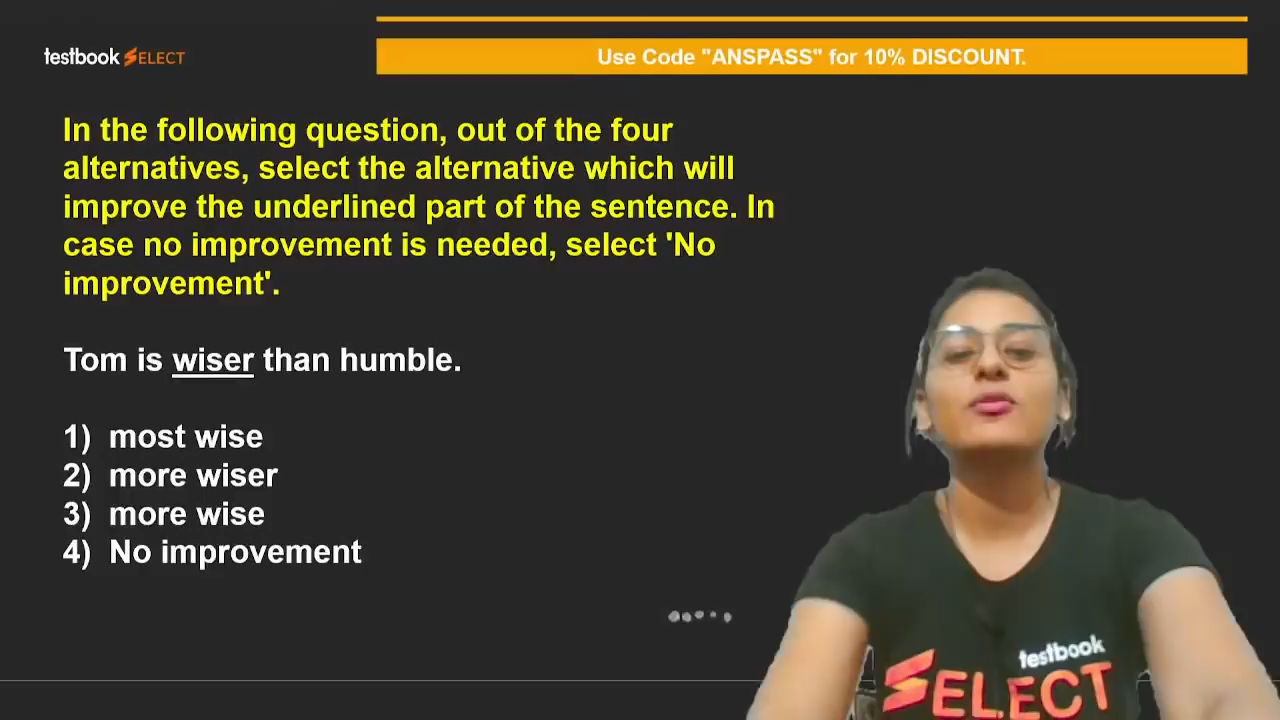 testbook SELECT
Use Code "ANSPASS" for 10% DISCOUNT.
In the following question, out of the four
alternatives, select the alternative which will
improve the underlined part of the sentence. In
case no improvement is needed, select 'No
improvement'.
Tom is wiser than humble.
1) most wise
2) more wiser
3) more wise
4) No improvement
testbook
SELECT